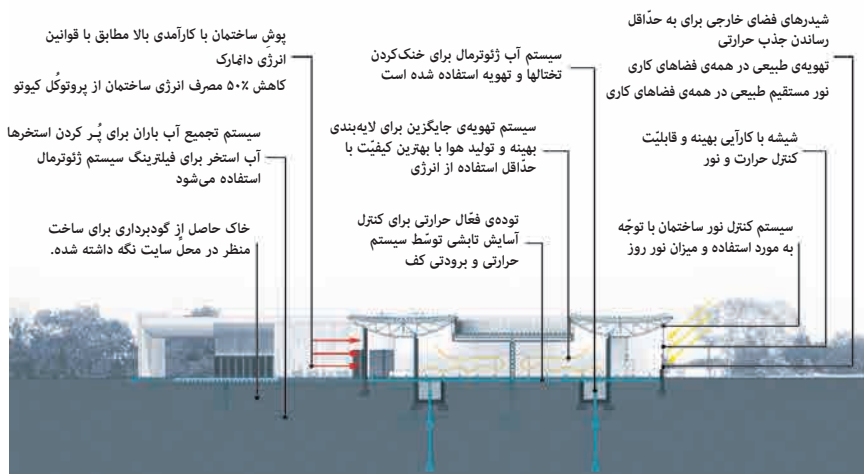 شیدرهای فضای خارجی برای به حدّاقل
رساندن جذب حرارتی
تهویه‌ی طبیعی در همه‌ی فضاهای کاری
نور مستقیم طبیعی در همه‌ی فضاهای کاری
شیشه با کارآیی بهینه و قابلیّت
کنترل حرارت و نور
سیستم کنترل نور ساختمان با توجّه
به مورد استفاده و میزان نور روز
سیستم آب ژئوترمال برای خنک‌کردن
تختالها و تهویه استفاده شده است
سیستم تهویه‌ی جایگزین برای لایه‌بندی
بهینه و تولید هوا با بهترین کیفیّت با
حدّاقل استفاده از انرژی
توده‌ی فعّال حرارتی برای کنترل
آسایش تابشی توسّط سیستم
حرارتی و برودتی کف
پوشِ ساختمان با کارآمدی بالا مطابق با قوانین
انرژی دانمارک
کاهش ۵۰٪ مصرف انرژی ساختمان از پروتوکُل کیوتو
سیستم تجمیع آب باران برای پُـر کردن استخرها
آب استخر برای فیلترینگ سیستم ژئوترمال
استفاده می‌شود
خاک حاصل از گودبرداری برای ساخت
منظر در محل سایت نگه داشته شده.